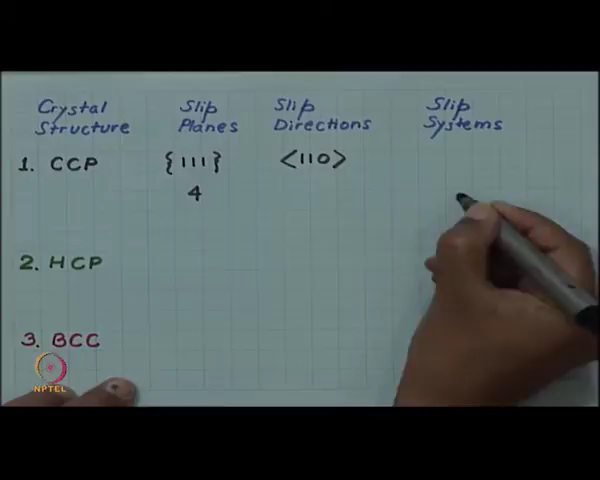 Crystal Structure
Slip Planes
Slip Directions
Slip Systems
1. CCP {111} <110>
4
2. HCP
3. BCC
NPTEL